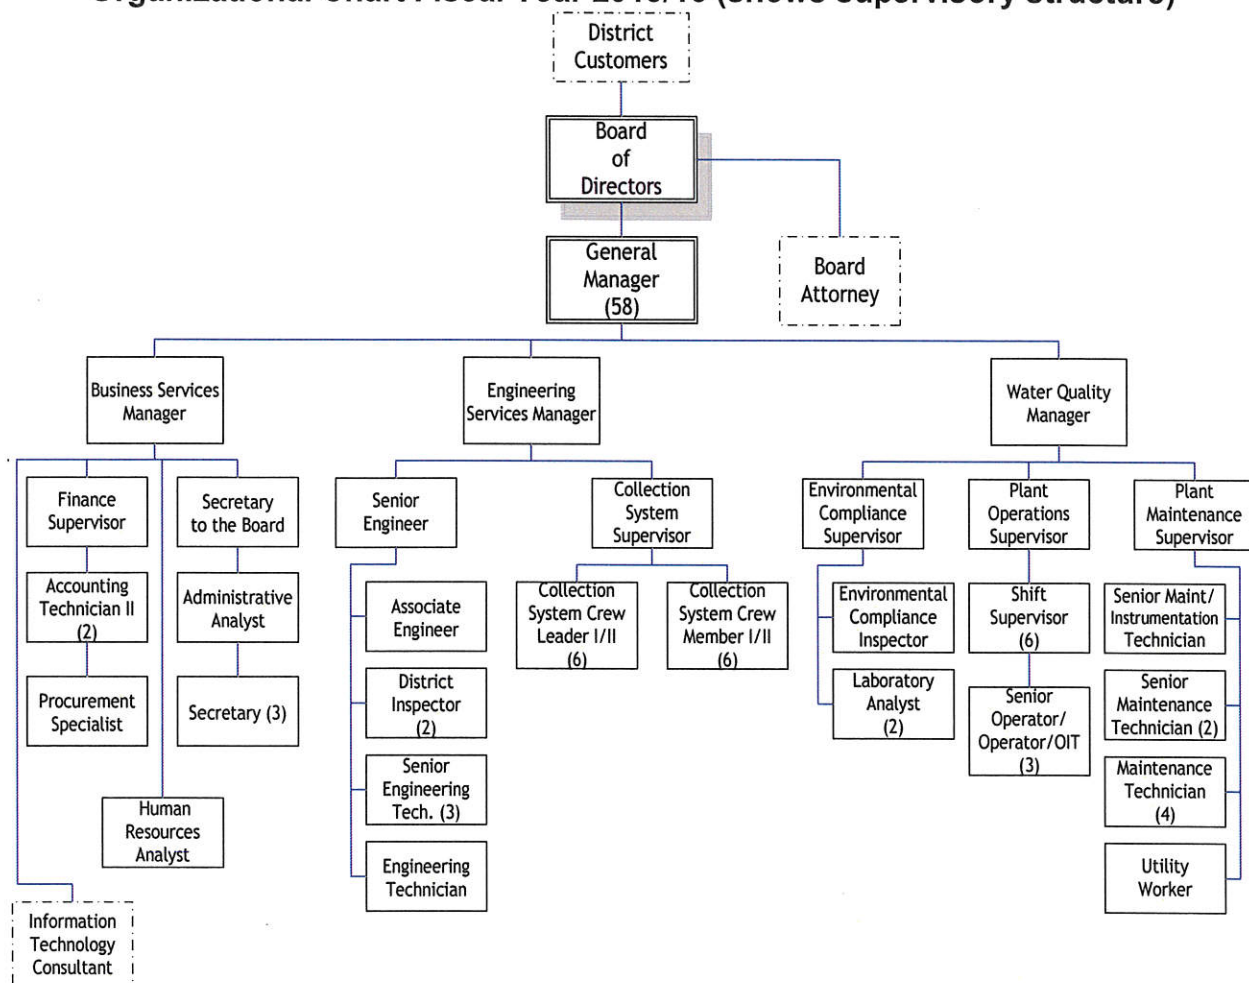 District
Customers
Board
of
Directors
General
Manager
(58)
Board
Attorney
Business Services
Manager
Engineering
Services Manager
Water Quality
Manager
Finance
Supervisor
Secretary
to the Board
Senior
Engineer
Collection
System
Supervisor
Environmental
Compliance
Supervisor
Plant
Operations
Supervisor
Plant
Maintenance
Supervisor
Accounting
Technician II
(2)
Administrative
Analyst
Associate
Engineer
Collection
System Crew
Leader I/II
(6)
Collection
System Crew
Member I/II
(6)
Environmental
Compliance
Inspector
Shift
Supervisor
(6)
Senior Maint/
Instrumentation
Technician
Procurement
Specialist
Secretary (3)
District
Inspector
(2)
Laboratory
Analyst
(2)
Senior
Operator/
Operator/OIT
(3)
Senior
Maintenance
Technician (2)
Human
Resources
Analyst
Senior
Engineering
Tech. (3)
Maintenance
Technician
(4)
Engineering
Technician
Utility
Worker
Information
Technology
Consultant